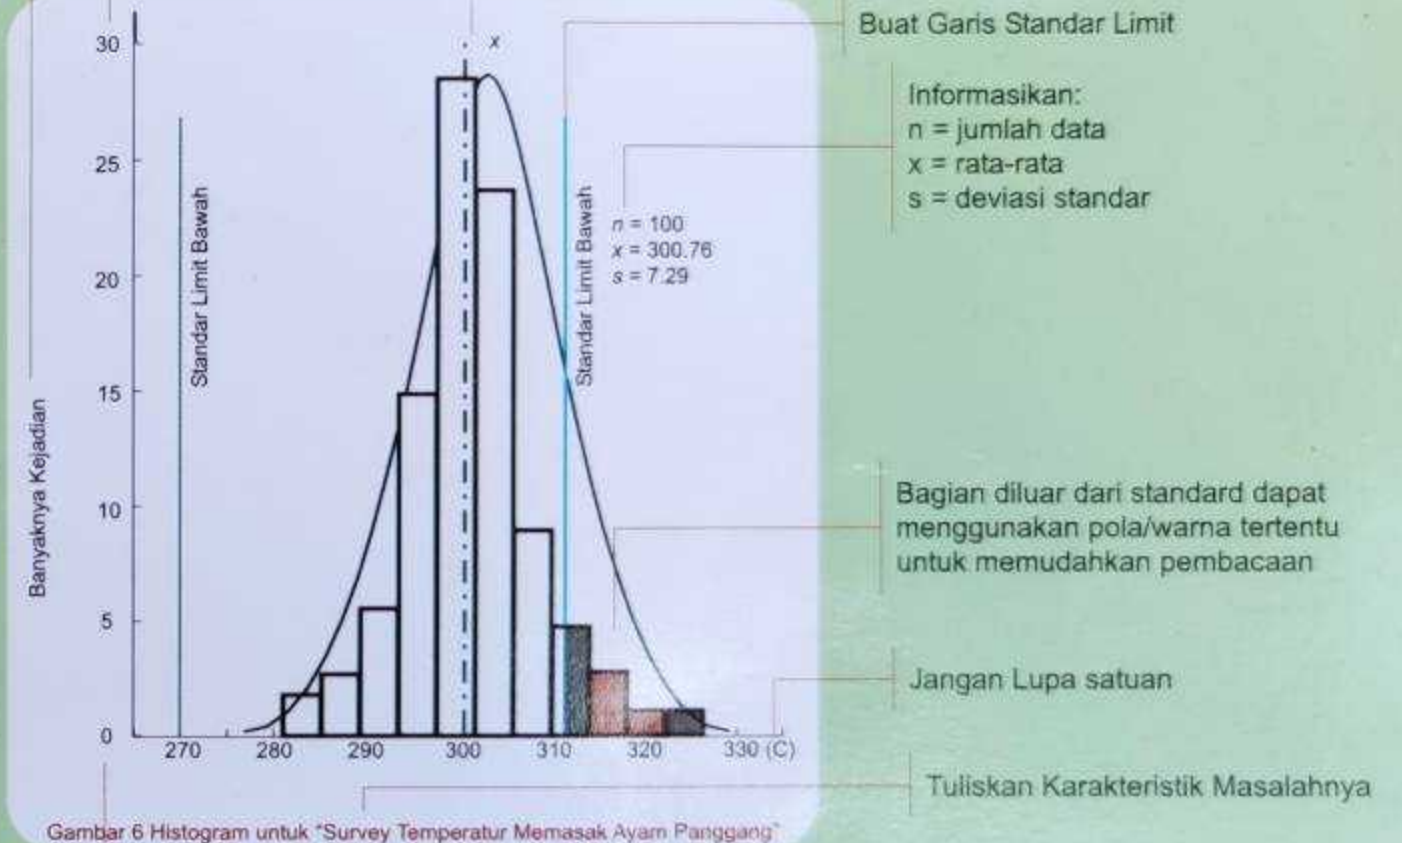 Buat Garis Standar Limit
Informasikan:
n = jumlah data
x = rata-rata
s = deviasi standar
30
25
20
15
10
5
0
Banyaknya Kejadian
x
Standar Limit Bawah
Standar Limit Bawah
n = 100
x = 300.76
s = 7.29
Bagian diluar dari standard dapat
menggunakan pola/warna tertentu
untuk memudahkan pembacaan
Jangan Lupa satuan
270 280 290 300 310 320 330 (C)
Tuliskan Karakteristik Masalahnya
Gambar 6 Histogram untuk "Survey Temperatur Memasak Ayam Panggang"